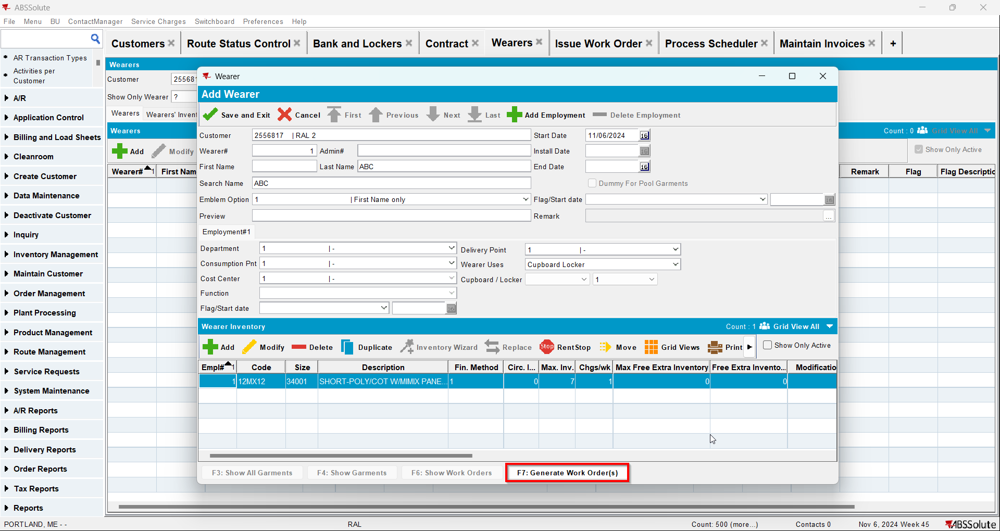 ABSSolute
File Menu BU ContactManager Service Charges Switchboard Preferences Help
Customers Route Status Control Bank and Lockers Contract Wearers Issue Work Order Process Scheduler Maintain Invoices +
AR Transaction Types
Activities per
Customer
A/R
Application Control
Billing and Load Sheets
Cleanroom
Create Customer
Data Maintenance
Deactivate Customer
Inquiry
Inventory Management
Maintain Customer
Order Management
Plant Processing
Product Management
Route Management
Service Requests
System Maintenance
A/R Reports
Billing Reports
Delivery Reports
Order Reports
Tax Reports
Reports
Wearers
Customer 25568
Show Only Wearer ?
Wearers Wearers' Invent
Wearers Count : 0 Grid View All
Add Modify Show Only Active
Wearer# 1 First Nam Remark Flag Flag Descriptio
Wearer
Add Wearer
Save and Exit Cancel First Previous Next Last Add Employment Delete Employment
Customer 2556817 | RAL 2 Start Date 11/06/2024 16
Wearer# 1 Admin# Install Date 16
First Name Last Name ABC End Date 16
Search Name ABC Dummy For Pool Garments
Emblem Option 1 | First Name only Flag/Start date 16
Preview Remark ...
Employment#1
Department 1 | - Delivery Point 1 | -
Consumption Pnt 1 | - Wearer Uses Cupboard Locker
Cost Center 1 | - Cupboard / Locker 1
Function
Flag/Start date 16
Wearer Inventory Count : 1 Grid View All
Add Modify Delete Duplicate Inventory Wizard Replace Stop RentStop Move Grid Views Print Show Only Active
Empl# 1 Code Size Description Fin. Method Circ. I... Max. Inv. Chgs/wk Max Free Extra Inventory Free Extra Invento... Modificatio
1 12MX12 34001 SHORT-POLY/COT W/MIMIX PANE... 1 0 7 1 0 0
F3: Show All Garments F4: Show Garments F6: Show Work Orders F7: Generate Work Order(s)
PORTLAND, ME - - RAL Count: 500 (more...) Contacts 0 Nov 6, 2024 Week 45 ABSSolute